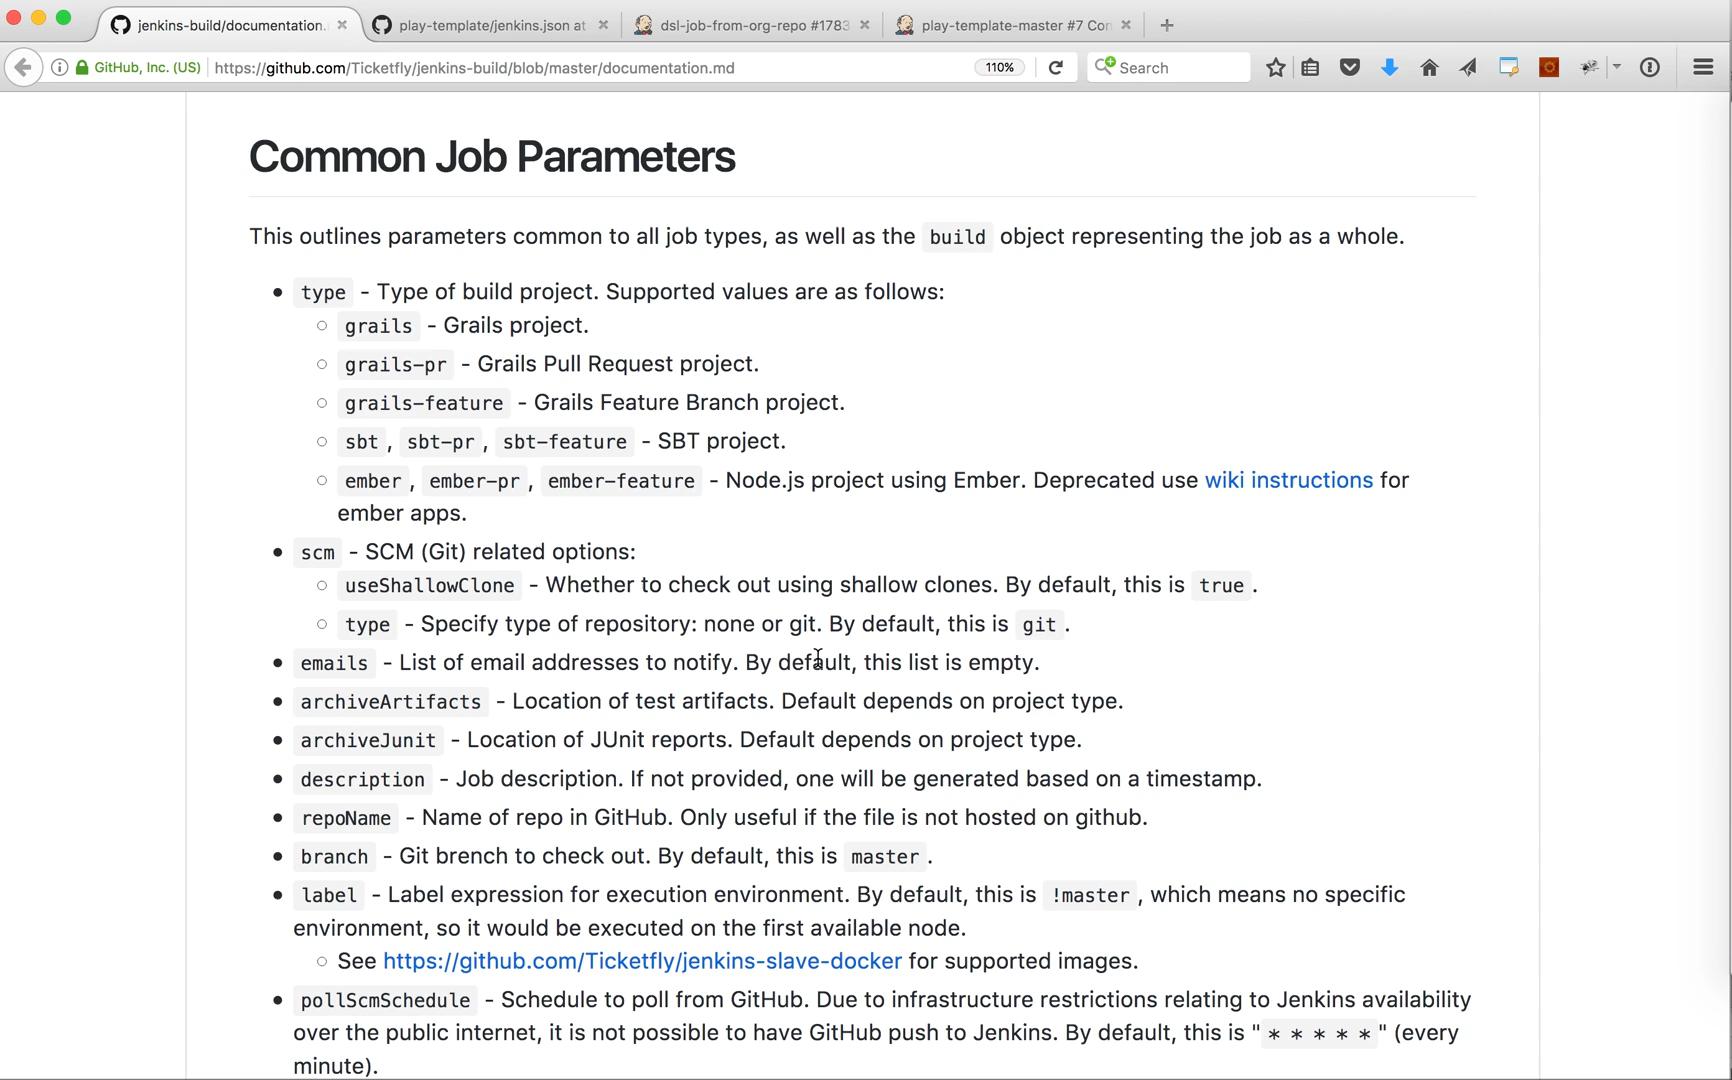 jenkins-build/documentation.
play-template/jenkins.json at
dsl-job-from-org-repo #1783
play-template-master #7 Con
GitHub, Inc. (US)
https://github.com/Ticketfly/jenkins-build/blob/master/documentation.md
110%
Search
Common Job Parameters
This outlines parameters common to all job types, as well as the build object representing the job as a whole.
type - Type of build project. Supported values are as follows:
grails - Grails project.
grails-pr - Grails Pull Request project.
grails-feature - Grails Feature Branch project.
sbt , sbt-pr , sbt-feature - SBT project.
ember , ember-pr , ember-feature - Node.js project using Ember. Deprecated use wiki instructions for
ember apps.
scm - SCM (Git) related options:
useShallowClone - Whether to check out using shallow clones. By default, this is true .
type - Specify type of repository: none or git. By default, this is git .
emails - List of email addresses to notify. By default, this list is empty.
archiveArtifacts - Location of test artifacts. Default depends on project type.
archiveJunit - Location of JUnit reports. Default depends on project type.
description - Job description. If not provided, one will be generated based on a timestamp.
repoName - Name of repo in GitHub. Only useful if the file is not hosted on github.
branch - Git brench to check out. By default, this is master .
label - Label expression for execution environment. By default, this is !master , which means no specific
environment, so it would be executed on the first available node.
See https://github.com/Ticketfly/jenkins-slave-docker for supported images.
pollScmSchedule - Schedule to poll from GitHub. Due to infrastructure restrictions relating to Jenkins availability
over the public internet, it is not possible to have GitHub push to Jenkins. By default, this is " * * * * * " (every
minute).